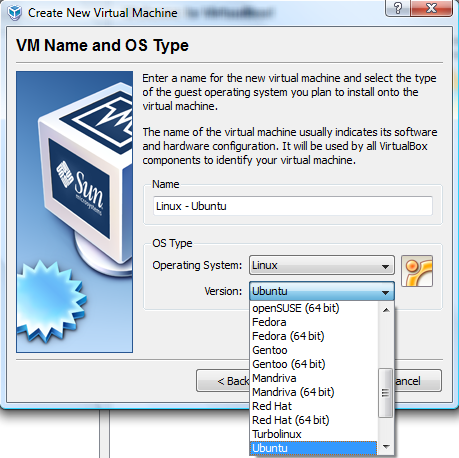 Create New Virtual Machine
VM Name and OS Type
Enter a name for the new virtual machine and select the type
of the guest operating system you plan to install onto the
virtual machine.
The name of the virtual machine usually indicates its software
and hardware configuration. It will be used by all VirtualBox
components to identify your virtual machine.
Sun
microsystems
Name
Linux - Ubuntu
OS Type
Operating System: Linux
Version: Ubuntu
openSUSE (64 bit)
Fedora
Fedora (64 bit)
Gentoo
Gentoo (64 bit)
Mandriva
Mandriva (64 bit)
Red Hat
Red Hat (64 bit)
Turbolinux
Ubuntu
< Back
ancel